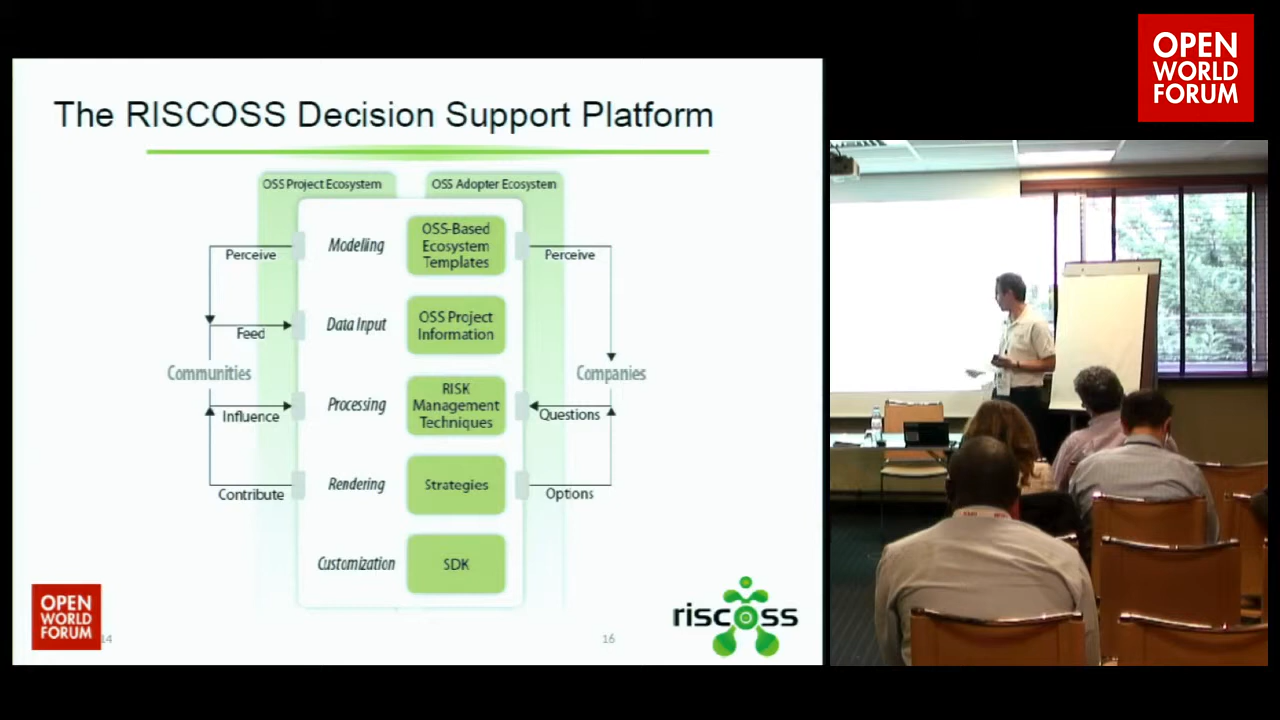 OPEN
WORLD
FORUM
The RISCOSS Decision Support Platform
OSS Project Ecosystem
OSS Adopter Ecosystem
Perceive
Modelling
OSS-Based
Ecosystem
Templates
Perceive
Feed
Data Input
OSS Project
Information
Communities
Companies
Influence
Processing
RISK
Management
Techniques
Questions
Contribute
Rendering
Strategies
Options
Customization
SDK
OPEN
WORLD
FORUM
14
16
riscoss